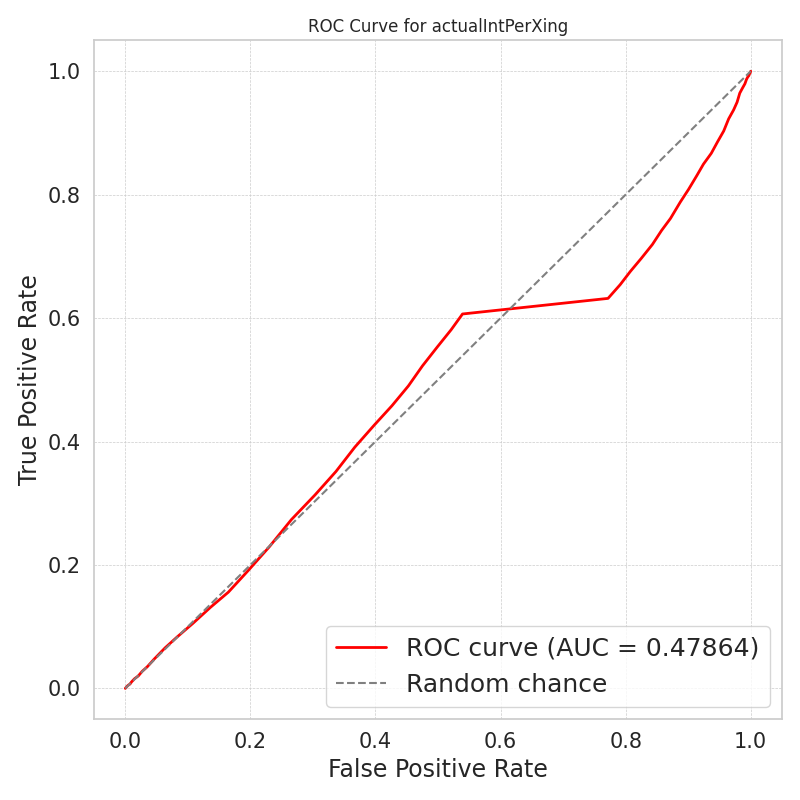 ROC Curve for actualIntPerXing
True Positive Rate
1.0
0.8
0.6
0.4
0.2
0.0
0.0 0.2 0.4 0.6 0.8 1.0
False Positive Rate
ROC curve (AUC = 0.47864)
Random chance